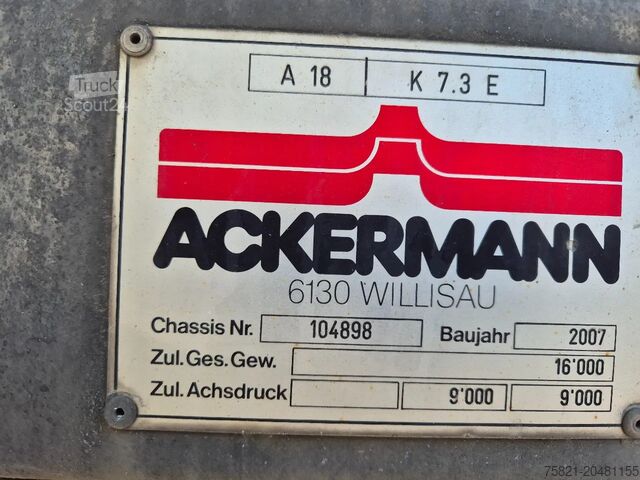 A 18 K 7.3 E
Truck
Scout24
ACKERMANN
6130 WILLISAU
Chassis Nr. 104898 Baujahr 2007
Zul. Ges. Gew. 16'000
Zul. Achsdruck 9'000 9'000
75821-20481155